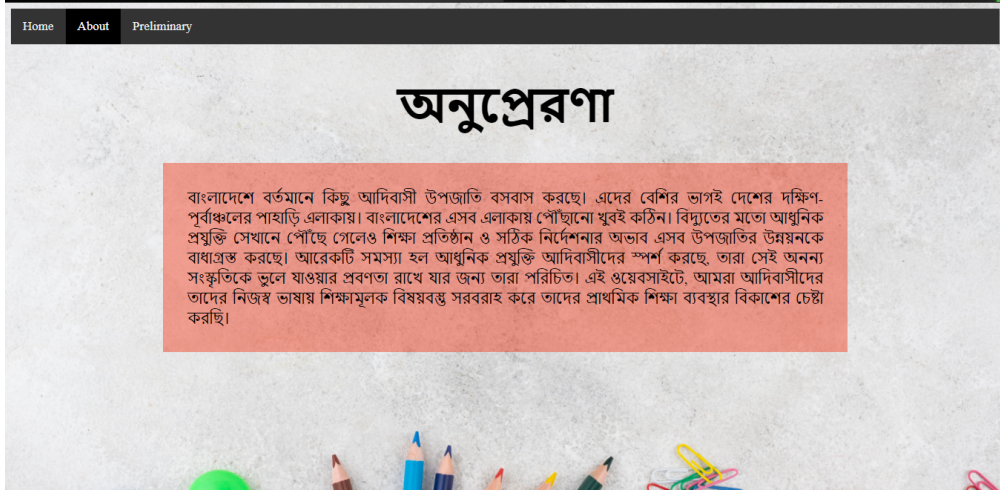 Home About Preliminary
অনুপ্রেরণা
বাংলাদেশে বর্তমানে কিছু আদিবাসী উপজাতি বসবাস করছে। এদের বেশির ভাগই দেশের দক্ষিণ-
পূর্বাঞ্চলের পাহাড়ি এলাকায়। বাংলাদেশের এসব এলাকায় পৌঁছানো খুবই কঠিন। বিদ্যুতের মতো আধুনিক
প্রযুক্তি সেখানে পৌঁছে গেলেও শিক্ষা প্রতিষ্ঠান ও সঠিক নির্দেশনার অভাব এসব উপজাতির উন্নয়নকে
বাধাগ্রস্ত করছে। আরেকটি সমস্যা হল আধুনিক প্রযুক্তি আদিবাসীদের স্পর্শ করছে, তারা সেই অনন্য
সংস্কৃতিকে ভুলে যাওয়ার প্রবণতা রাখে যার জন্য তারা পরিচিত। এই ওয়েবসাইটে, আমরা আদিবাসীদের
তাদের নিজস্ব ভাষায় শিক্ষামূলক বিষয়বস্তু সরবরাহ করে তাদের প্রাথমিক শিক্ষা ব্যবস্থার বিকাশের চেষ্টা
করছি।